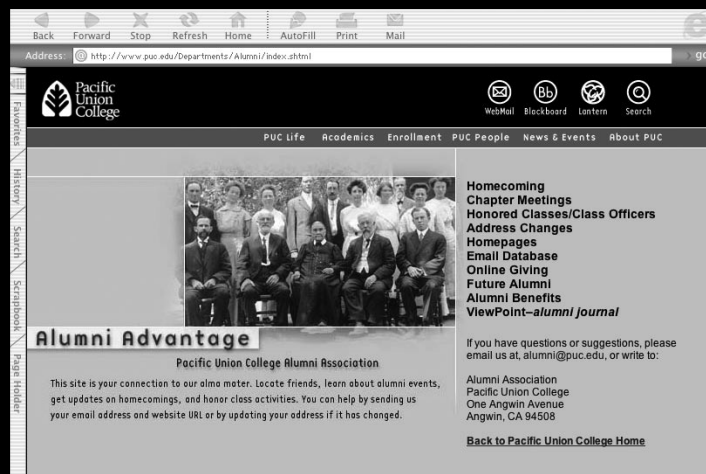 Back Forward Stop Refresh Home AutoFill Print Mail
Address: http://www.puc.edu/Departments/Alumni/index.shtml go
Favorites
History
Search
Scrapbook
Page Holder
Pacific
Union
College
WebMail Blackboard Lantern Search
Bb
PUC Life Academics Enrollment PUC People News & Events About PUC
Homecoming
Chapter Meetings
Honored Classes/Class Officers
Address Changes
Homepages
Email Database
Online Giving
Future Alumni
Alumni Benefits
ViewPoint–alumni journal
If you have questions or suggestions, please
email us at, alumni@puc.edu, or write to:
Alumni Association
Pacific Union College
One Angwin Avenue
Angwin, CA 94508
Back to Pacific Union College Home
Alumni Advantage
Pacific Union College Alumni Association
This site is your connection to our alma mater. Locate friends, learn about alumni events,
get updates on homecomings, and honor class activities. You can help by sending us
your email address and website URL or by updating your address if it has changed.